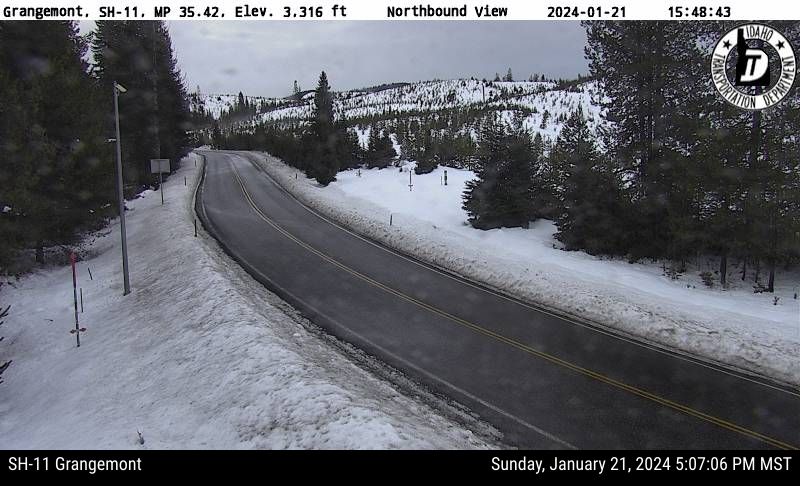 Grangemont, SH-11, MP 35.42, Elev. 3,316 ft Northbound View 2024-01-21 15:48:43
IDAHO
TRANSPORTATION DEPARTMENT
SH-11 Grangemont Sunday, January 21, 2024 5:07:06 PM MST